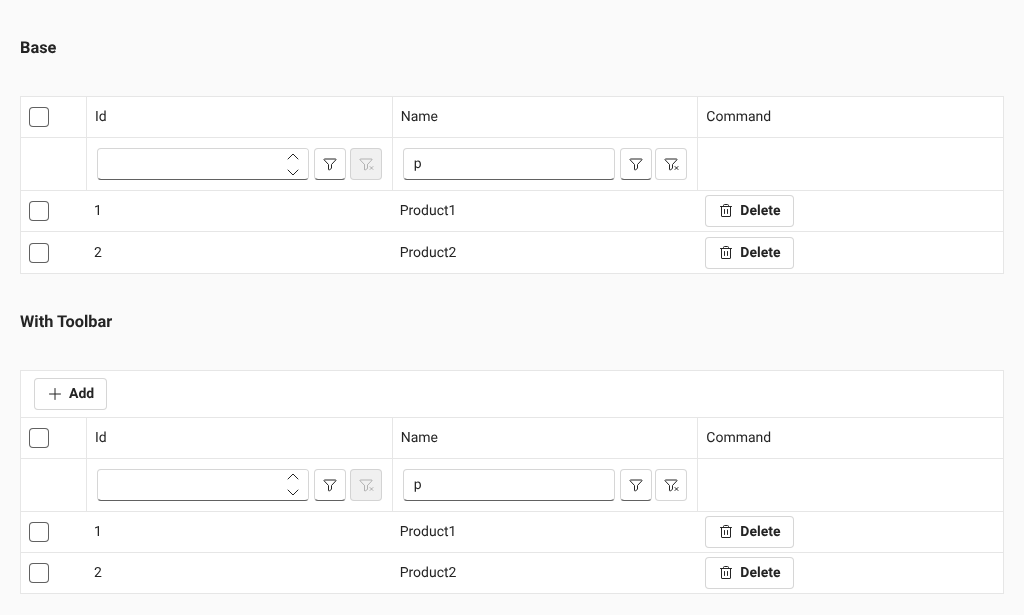 Base
Id Name Command
p
1 Product1 Delete
2 Product2 Delete
With Toolbar
Add
Id Name Command
p
1 Product1 Delete
2 Product2 Delete